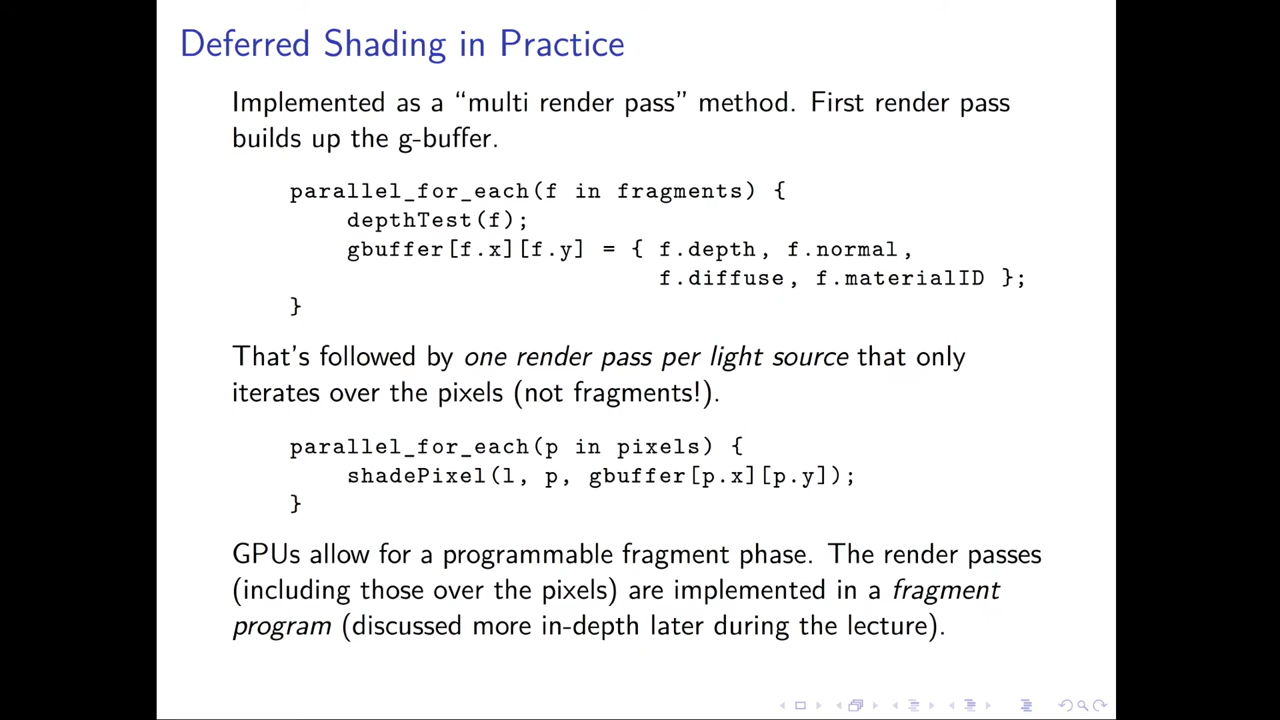 Deferred Shading in Practice
Implemented as a “multi render pass” method. First render pass
builds up the g-buffer.
parallel_for_each(f in fragments) {
depthTest(f);
gbuffer[f.x][f.y] = { f.depth, f.normal,
f.diffuse, f.materialID };
}
That's followed by one render pass per light source that only
iterates over the pixels (not fragments!).
parallel_for_each(p in pixels) {
shadePixel(l, p, gbuffer[p.x][p.y]);
}
GPUs allow for a programmable fragment phase. The render passes
(including those over the pixels) are implemented in a fragment
program (discussed more in-depth later during the lecture).